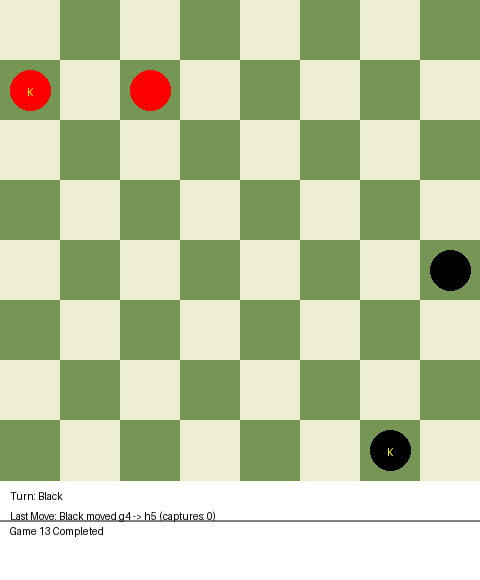 K
K
Turn: Black
Last Move: Black moved g4 -> h5 (captures: 0)
Game 13 Completed